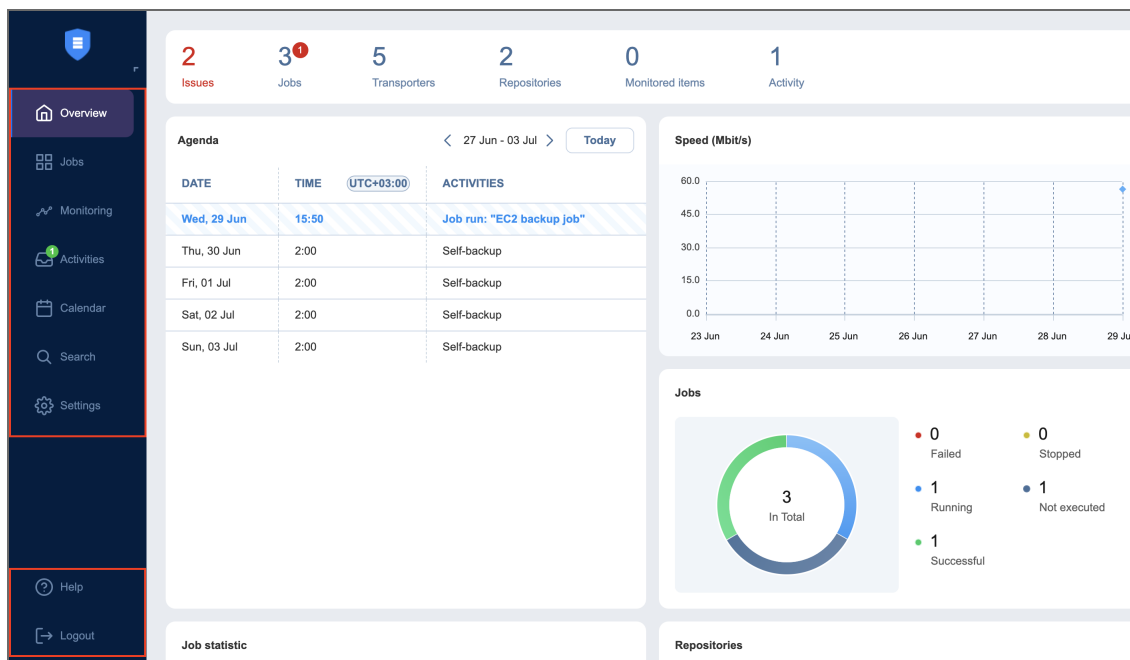 Overview
Jobs
Monitoring
1
Activities
Calendar
Search
Settings
Help
Logout
2
Issues
3 1
Jobs
5
Transporters
2
Repositories
0
Monitored items
1
Activity
Agenda
27 Jun - 03 Jul
Today
DATE TIME UTC+03:00 ACTIVITIES
Wed, 29 Jun 15:50 Job run: "EC2 backup job"
Thu, 30 Jun 2:00 Self-backup
Fri, 01 Jul 2:00 Self-backup
Sat, 02 Jul 2:00 Self-backup
Sun, 03 Jul 2:00 Self-backup
Speed (Mbit/s)
60.0
45.0
30.0
15.0
0.0
23 Jun 24 Jun 25 Jun 26 Jun 27 Jun 28 Jun 29 Ju
Jobs
3
In Total
0
Failed
0
Stopped
1
Running
1
Not executed
1
Successful
Job statistic
Repositories